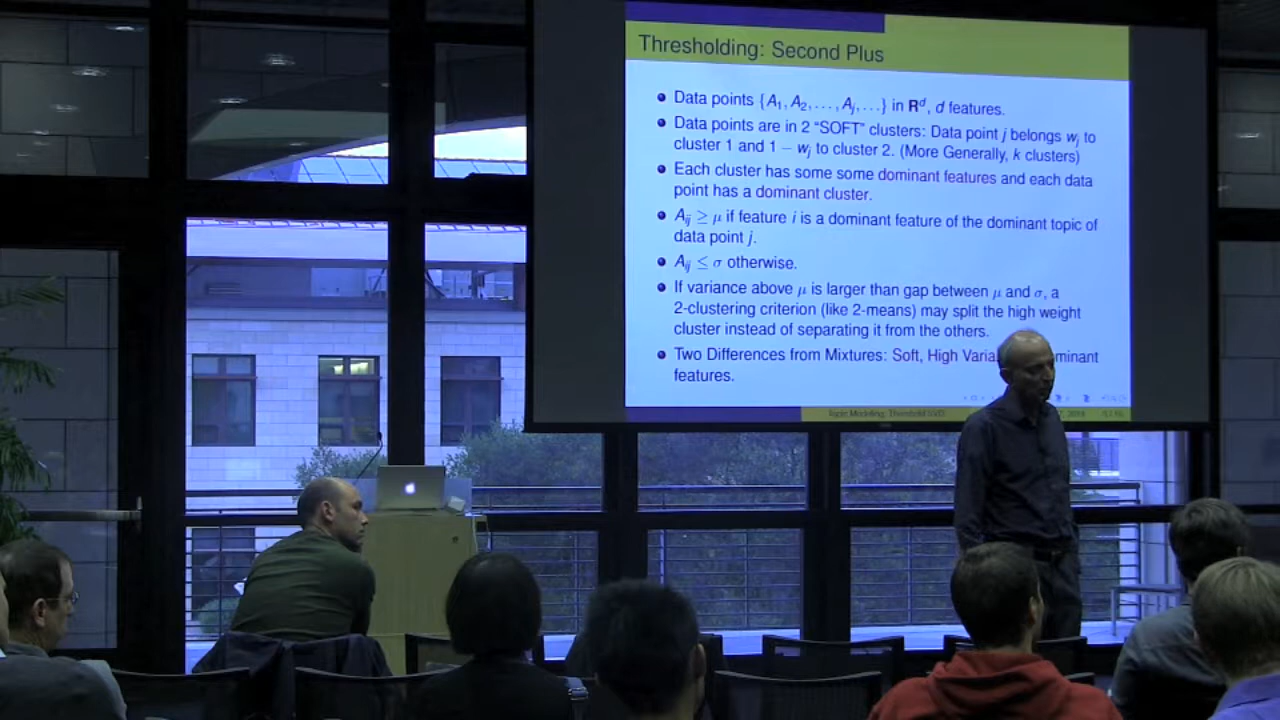 Thresholding: Second Plus
Data points {A₁, A₂, . . . , Aⱼ, . . .} in Rᵈ, d features.
Data points are in 2 “SOFT” clusters: Data point j belongs wⱼ to
cluster 1 and 1 − wⱼ to cluster 2. (More Generally, k clusters)
Each cluster has some some dominant features and each data
point has a dominant cluster.
Aᵢⱼ ≥ μ if feature i is a dominant feature of the dominant topic of
data point j.
Aᵢⱼ ≤ σ otherwise.
If variance above μ is larger than gap between μ and σ, a
2-clustering criterion (like 2-means) may split the high weight
cluster instead of separating it from the others.
Two Differences from Mixtures: Soft, High Varia minant
features.
Topic Modeling: Threshold SVD